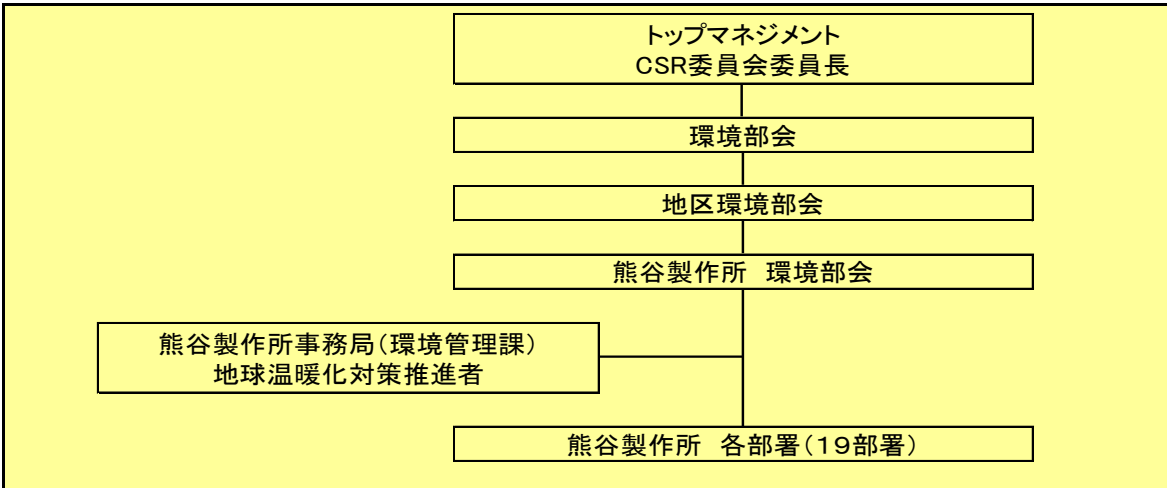 トップマネジメント
CSR委員会委員長
環境部会
地区環境部会
熊谷製作所　環境部会
熊谷製作所事務局（環境管理課）
地球温暖化対策推進者
熊谷製作所　各部署（１９部署）